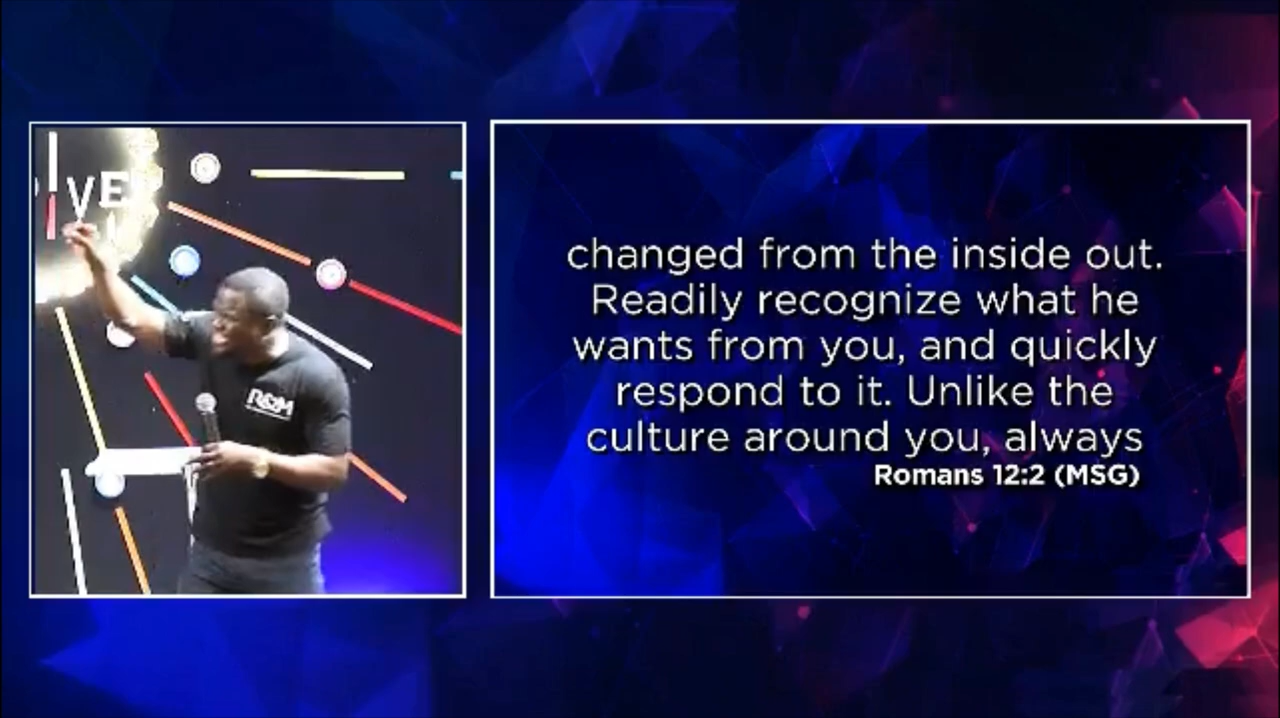 VE
R&M
changed from the inside out.
Readily recognize what he
wants from you, and quickly
respond to it. Unlike the
culture around you, always
Romans 12:2 (MSG)